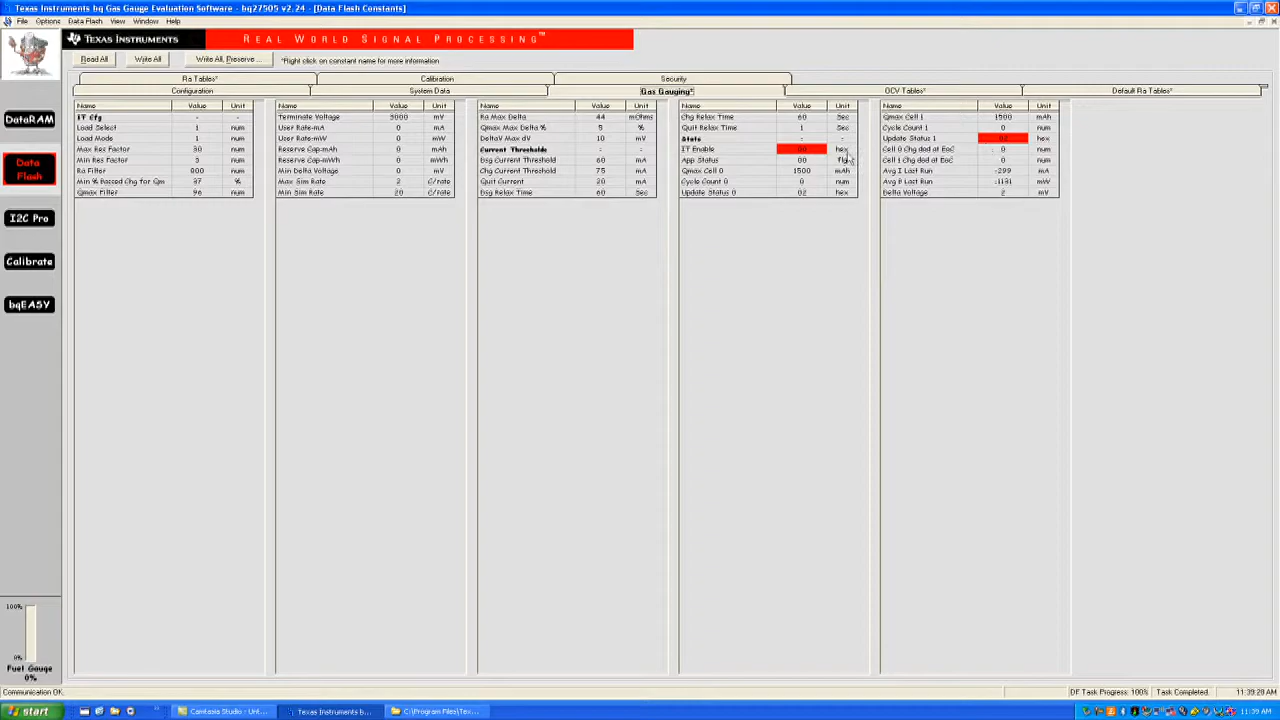 Texas Instruments bq Gas Gauge Evaluation Software - bq27505 v2.24 - [Data Flash Constants]
File Options Data Flash View Window Help
TEXAS INSTRUMENTS REAL WORLD SIGNAL PROCESSING™
Read All Write All Write All, Preserve ... *Right click on constant name for more information
Ra Tables* Calibration Security
Configuration System Data Gas Gauging* OCV Tables* Default Ra Tables*
DataRAM
Data
Flash
I2C Pro
Calibrate
bqEASY
Name Value Unit
IT Cfg - -
Load Select 1 num
Load Mode 1 num
Max Res Factor 30 num
Min Res Factor 3 num
Ra Filter 800 num
Min % Passed Chg for Qm 37 %
Qmax Filter 96 num
Name Value Unit
Terminate Voltage 3000 mV
User Rate-mA 0 mA
User Rate-mW 0 mW
Reserve Cap-mAh 0 mAh
Reserve Cap-mWh 0 mWh
Min Delta Voltage 0 mV
Max Sim Rate 2 C/rate
Min Sim Rate 20 C/rate
Name Value Unit
Ra Max Delta 44 mOhms
Qmax Max Delta % 5 %
DeltaV Max dV 10 mV
Current Thresholds - -
Dsg Current Threshold 60 mA
Chg Current Threshold 75 mA
Quit Current 20 mA
Dsg Relax Time 60 Sec
Name Value Unit
Chg Relax Time 60 Sec
Quit Relax Time 1 Sec
State - -
IT Enable 00 hex
App Status 00 flg
Qmax Cell 0 1500 mAh
Cycle Count 0 0 num
Update Status 0 02 hex
Name Value Unit
Qmax Cell 1 1500 mAh
Cycle Count 1 0 num
Update Status 1 02 hex
Cell 0 Chg dod at EoC 0 num
Cell 1 Chg dod at EoC 0 num
Avg I Last Run -299 mA
Avg P Last Run -1131 mW
Delta Voltage 2 mV
100%
0%
Fuel Gauge
0%
Communication OK. DF Task Progress: 100% Task Completed. 11:39:28 AM
start Camtasia Studio - Unt... Texas Instruments b... C:\Program Files\Tex... 11:39 AM